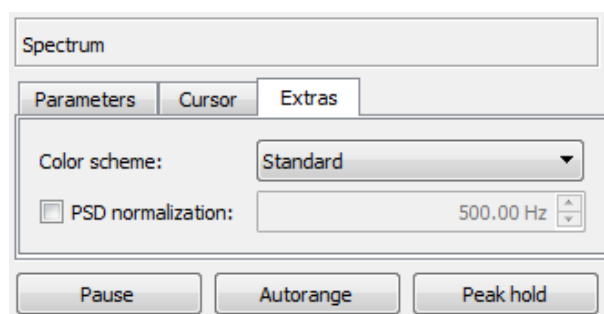 Spectrum
Parameters Cursor Extras
Color scheme: Standard
PSD normalization: 500.00 Hz
Pause Autorange Peak hold